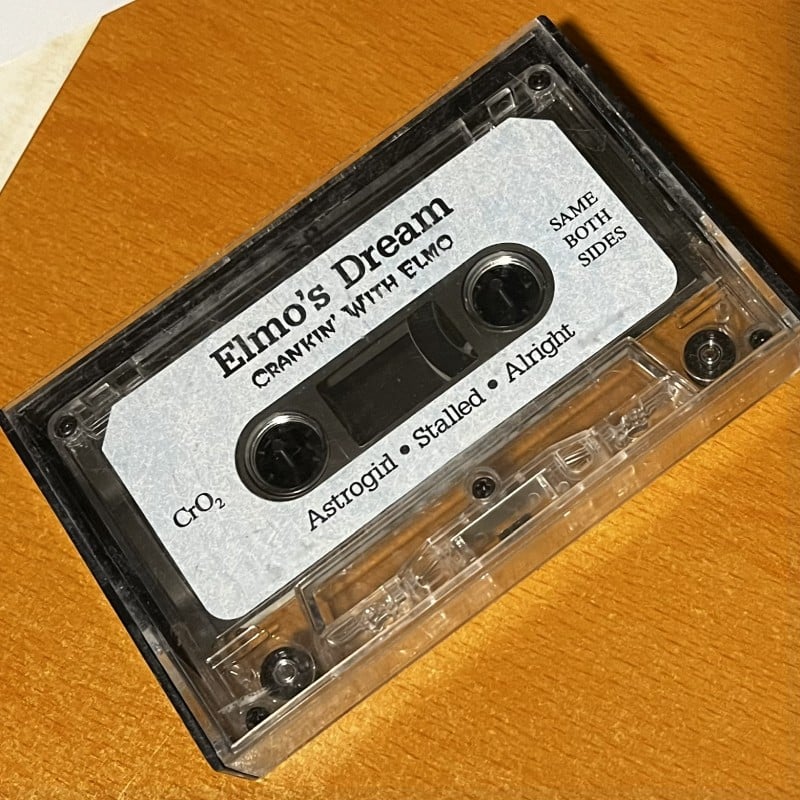 Elmo's Dream
CRANKIN' WITH ELMO
SAME
BOTH
SIDES
CrO₂
Astrogirl • Stalled • Alright